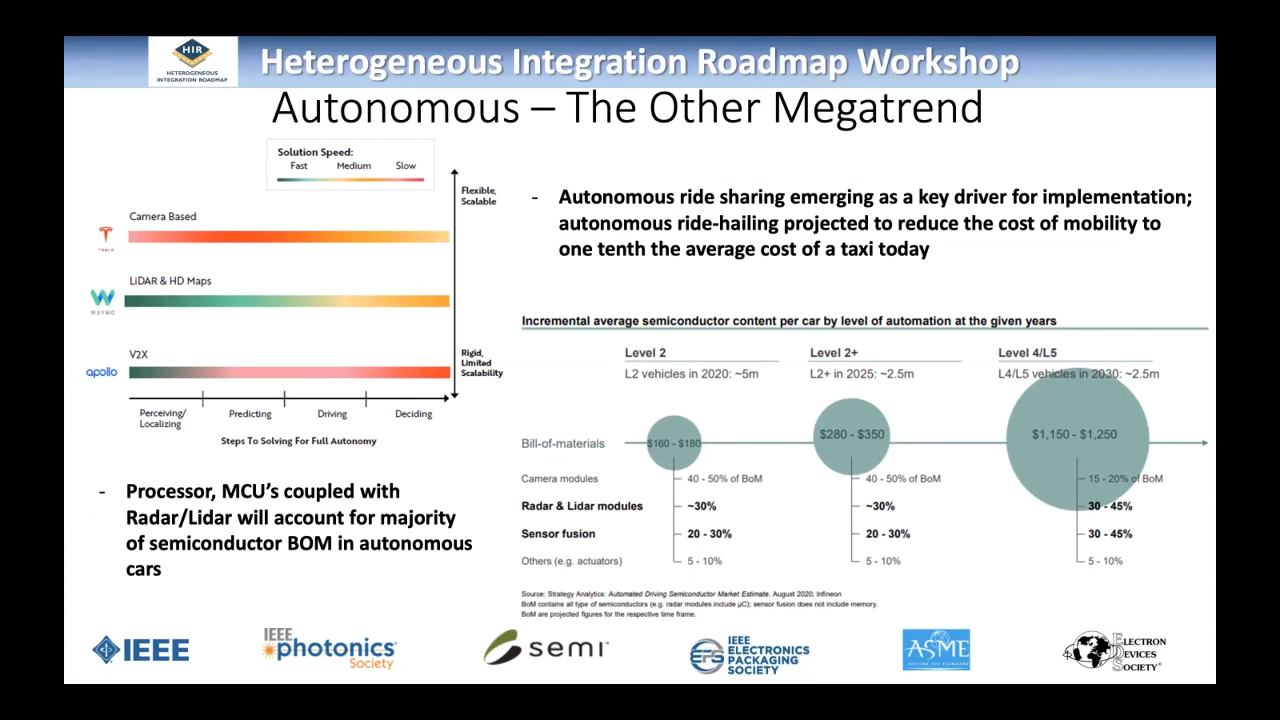 HIR
HETEROGENEOUS
INTEGRATION ROADMAP
Heterogeneous Integration Roadmap Workshop
Autonomous – The Other Megatrend
Solution Speed:
Fast Medium Slow
Flexible,
Scalable
Camera Based
TESLA
LiDAR & HD Maps
WAYMO
V2X
apollo
Rigid,
Limited
Scalability
Perceiving/
Localizing
Predicting
Driving
Deciding
Steps To Solving For Full Autonomy
- Autonomous ride sharing emerging as a key driver for implementation;
autonomous ride-hailing projected to reduce the cost of mobility to
one tenth the average cost of a taxi today
Incremental average semiconductor content per car by level of automation at the given years
Level 2 Level 2+ Level 4/L5
L2 vehicles in 2020: ~5m L2+ in 2025: ~2.5m L4/L5 vehicles in 2030: ~2.5m
Bill-of-materials $160 - $180 $280 - $350 $1,150 - $1,250
Camera modules 40 - 50% of BoM 40 - 50% of BoM 15 - 20% of BoM
Radar & Lidar modules ~30% ~30% 30 - 45%
Sensor fusion 20 - 30% 20 - 30% 30 - 45%
Others (e.g. actuators) 5 - 10% 5 - 10% 5 - 10%
Source: Strategy Analytics: Automated Driving Semiconductor Market Estimate. August 2020; Infineon
BoM contains all type of semiconductors (e.g. radar modules include µC); sensor fusion does not include memory.
BoM are projected figures for the respective time frame.
- Processor, MCU's coupled with
Radar/Lidar will account for majority
of semiconductor BOM in autonomous
cars
IEEE
IEEE
photonics
Society
semi
EPS
IEEE
ELECTRONICS
PACKAGING
SOCIETY
ASME
SETTING THE STANDARD
EDS
ELECTRON
DEVICES
SOCIETY®